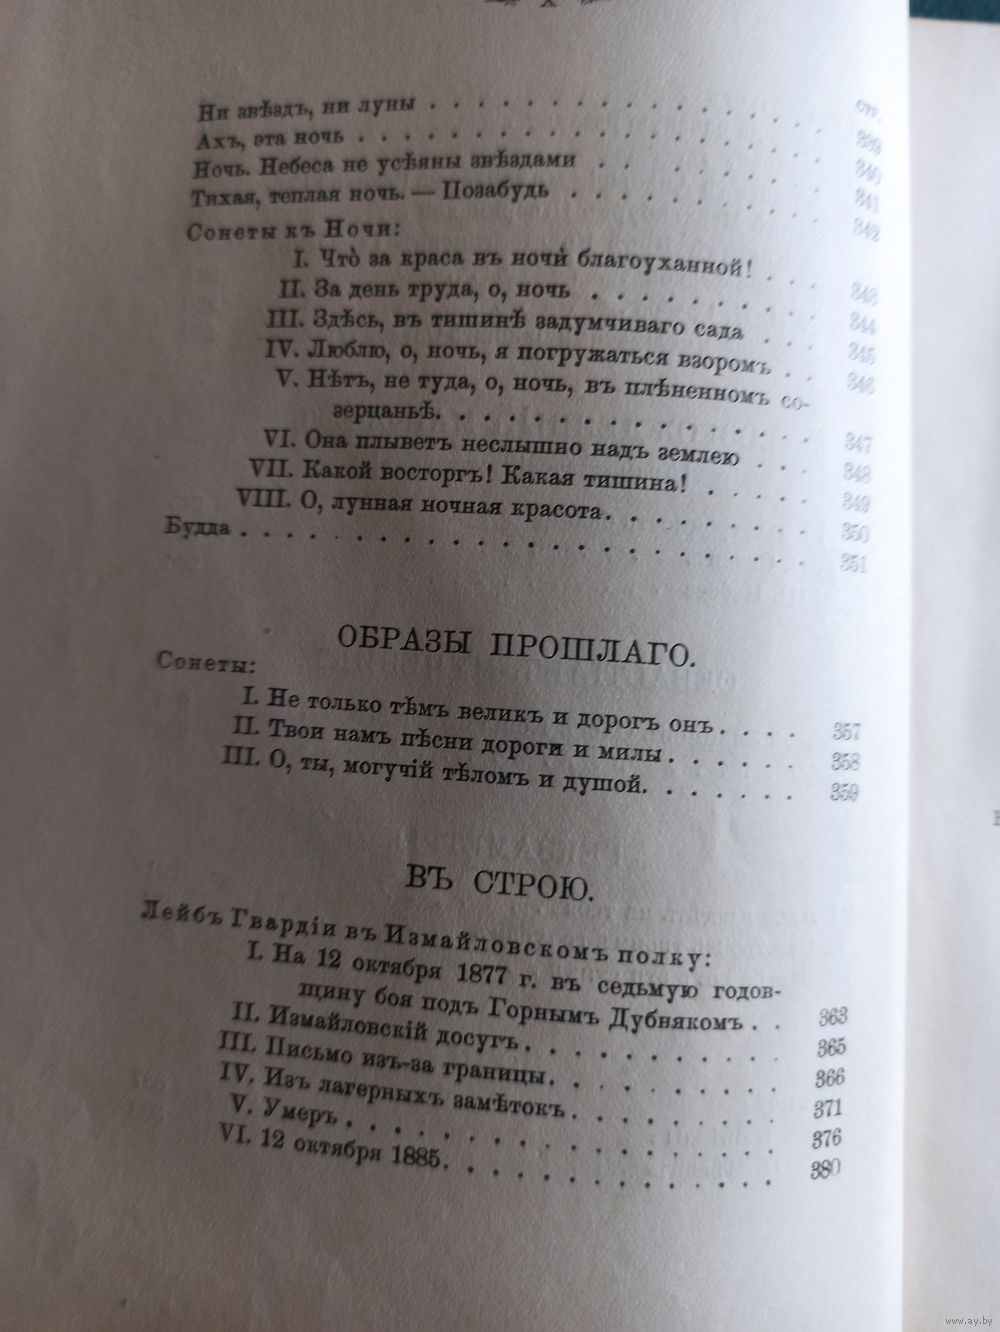 X
стр.
Ни звѣздъ, ни луны . . . . . . . . . . . . . . . . 339
Ахъ, эта ночь . . . . . . . . . . . . . . . . . . . 340
Ночь. Небеса не усѣяны звѣздами . . . . . . . . . 341
Тихая, теплая ночь. — Позабудь . . . . . . . . . . 342
Сонеты къ Ночи:
I. Что̀ за краса въ ночи̇ благоуханной! . . . 343
II. За день труда, о, ночь . . . . . . . . . 344
III. Здѣсь, въ тишинѣ задумчиваго сада . . . 345
IV. Люблю, о, ночь, я погружаться взоромъ . . 346
V. Нѣтъ, не туда, о, ночь, въ плѣненномъ со-
зерцаньѣ. . . . . . . . . . . . . . . . 347
VI. Она плыветъ неслышно надъ землею . . . 348
VII. Какой восторгъ! Какая тишина! . . . . . 349
VIII. О, лунная ночная красота. . . . . . . . . 350
Будда . . . . . . . . . . . . . . . . . . . . . . . . 351
ОБРАЗЫ ПРОШЛАГО.
Сонеты:
I. Не только тѣмъ великъ и дорогъ онъ. . . . 357
II. Твои намъ пѣсни дороги и милы . . . . . . 358
III. О, ты, могучій тѣломъ и душой. . . . . . . 359
ВЪ СТРОЮ.
Лейбъ Гвардіи въ Измайловскомъ полку:
I. На 12 октября 1877 г. въ седьмую годов-
щину боя подъ Горнымъ Дубнякомъ . . 363
II. Измайловскій досугъ. . . . . . . . . . . . 365
III. Письмо изъ-за границы. . . . . . . . . . . 366
IV. Изъ лагерныхъ замѣтокъ . . . . . . . . . 371
V. Умеръ . . . . . . . . . . . . . . . . . . 376
VI. 12 октября 1885. . . . . . . . . . . . . . 380
www.ay.by